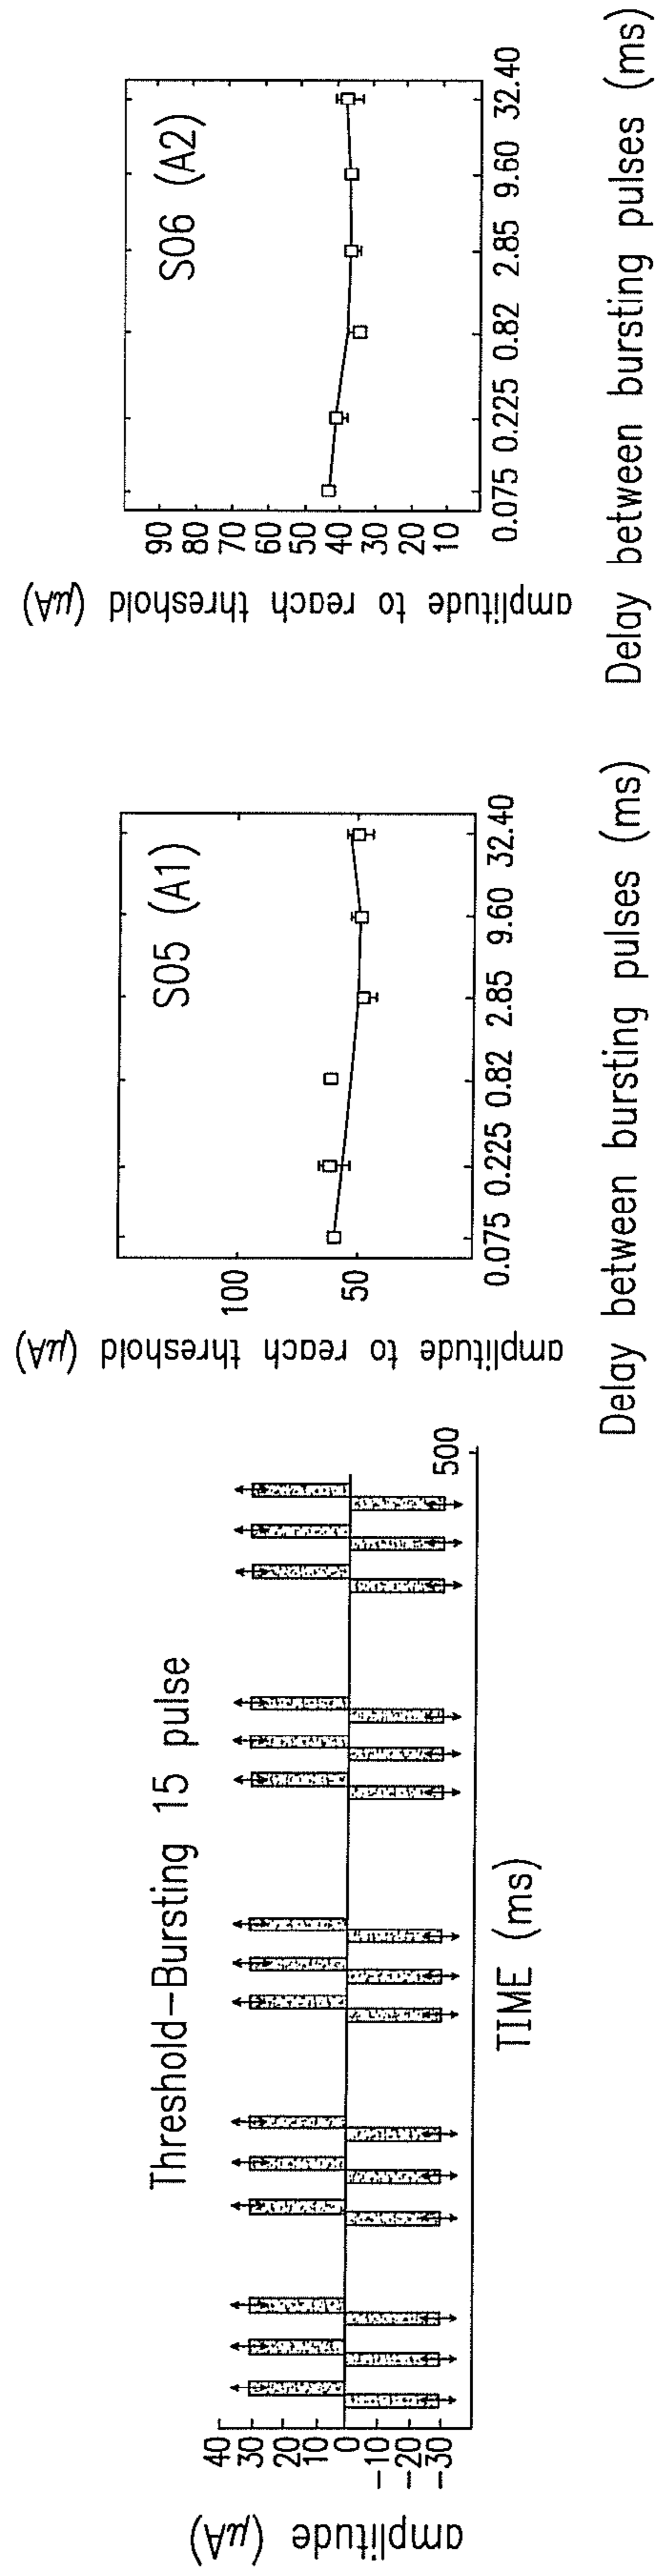 Threshold-Bursting 15 pulse
amplitude (μA)
40
30
20
10
0
-10
-20
-30
500
TIME (ms)
S05 (A1)
amplitude to reach threshold (μA)
100
50
0.075 0.225 0.82 2.85 9.60 32.40
Delay between bursting pulses (ms)
S06 (A2)
amplitude to reach threshold (μA)
90
80
70
60
50
40
30
20
10
0.075 0.225 0.82 2.85 9.60 32.40
Delay between bursting pulses (ms)